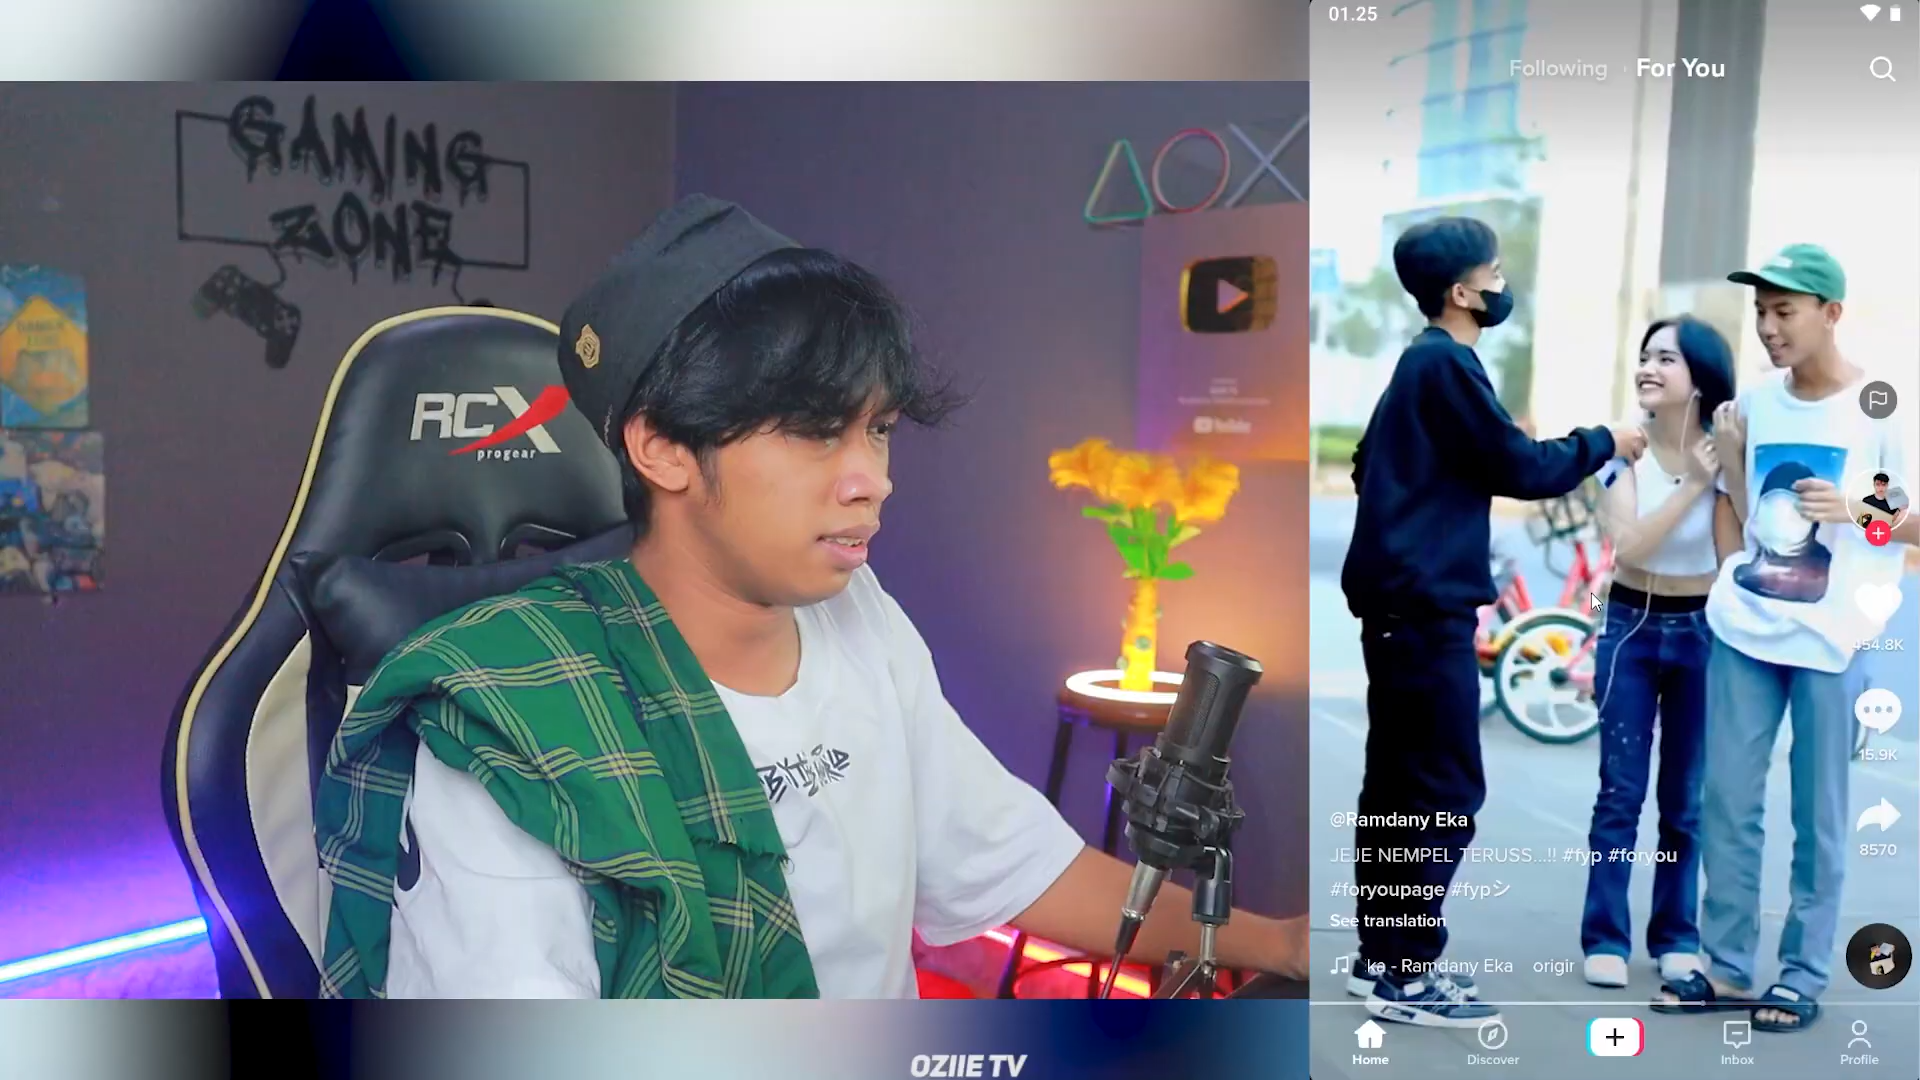 GAMING
ZONE
RCX
progear
YouTube
OZIIE TV
01.25
Following
For You
454.8K
15.9K
8570
@Ramdany Eka
JEJE NEMPEL TERUSS...!! #fyp #foryou
#foryoupage #fypシ
See translation
ka - Ramdany Eka origir
Home
Discover
Inbox
Profile